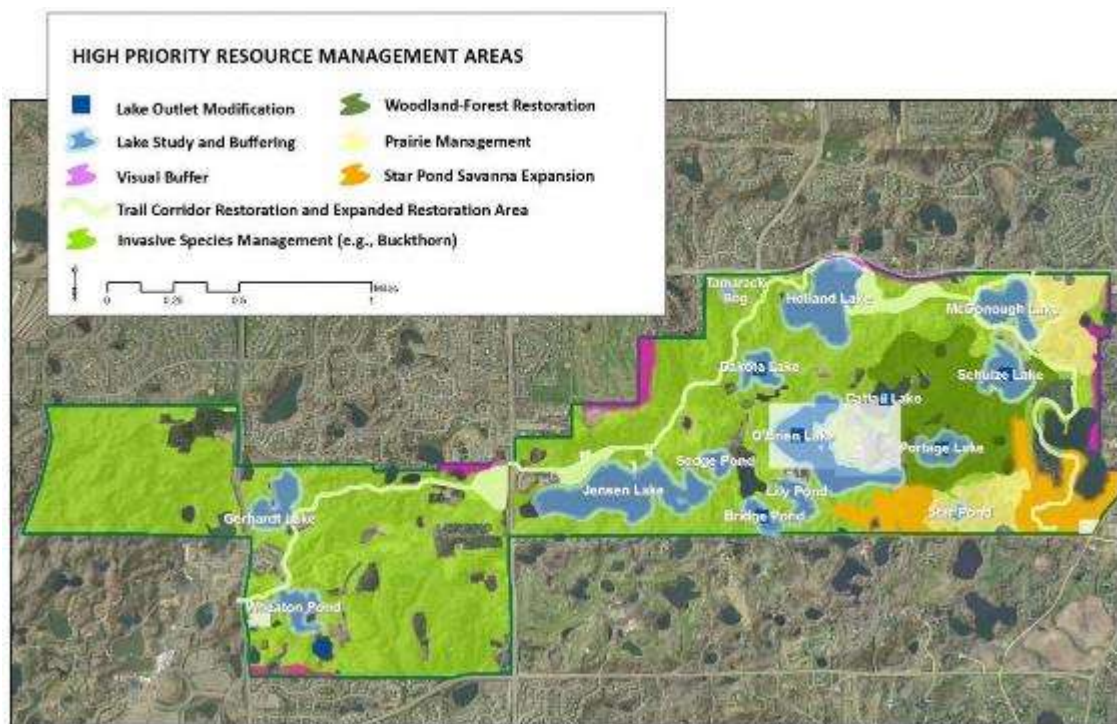 HIGH PRIORITY RESOURCE MANAGEMENT AREAS
Lake Outlet Modification
Woodland-Forest Restoration
Lake Study and Buffering
Prairie Management
Visual Buffer
Star Pond Savanna Expansion
Trail Corridor Restoration and Expanded Restoration Area
Invasive Species Management (e.g., Buckthorn)
Miles
0 0.25 0.5 1
Tamarack
Bog
Holland Lake
McDonough Lake
Dakota Lake
Schulze Lake
Cattail Lake
O'Brien Lake
Portage Lake
Sedge Pond
Jensen Lake
Lily Pond
Bridge Pond
Star Pond
Gerhardt Lake
Wheaton Pond